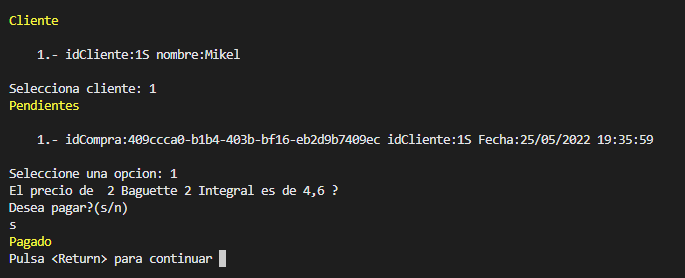 Cliente
1.- idCliente:1S nombre:Mikel
Selecciona cliente: 1
Pendientes
1.- idCompra:409ccca0-b1b4-403b-bf16-eb2d9b7409ec idCliente:1S Fecha:25/05/2022 19:35:59
Seleccione una opcion: 1
El precio de  2 Baguette 2 Integral es de 4,6 ?
Desea pagar?(s/n)
s
Pagado
Pulsa <Return> para continuar